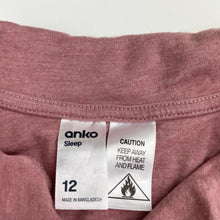 anko
Sleep
12
MADE IN BANGLADESH
CAUTION
KEEP AWAY
FROM HEAT
AND FLAME